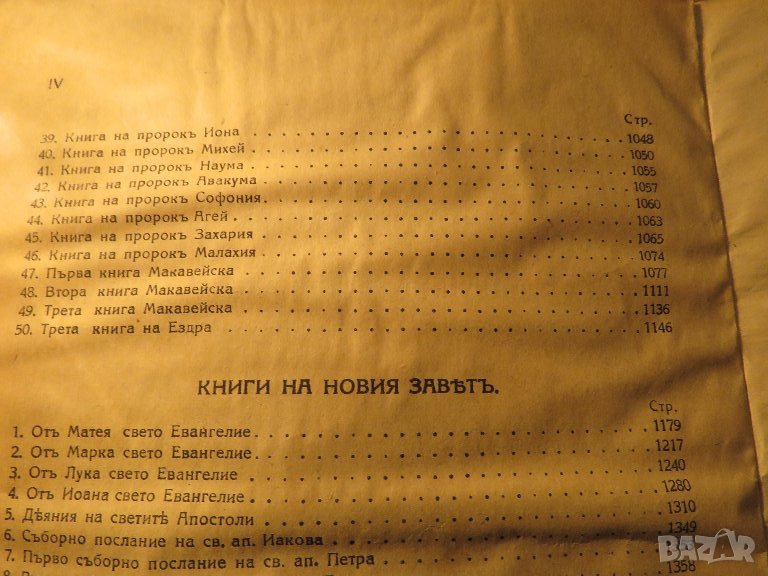 IV
Стр.
39. Книга на пророкъ Иона 1048
40. Книга на пророкъ Михей 1050
41. Книга на пророкъ Наума 1055
42. Книга на пророкъ Авакума 1057
43. Книга на пророкъ Софония 1060
44. Книга на пророкъ Агей 1063
45. Книга на пророкъ Захария 1065
46. Книга на пророкъ Малахия 1074
47. Първа книга Макавейска 1077
48. Втора книга Макавейска 1111
49. Трета книга Макавейска 1136
50. Трета книга на Ездра 1146
КНИГИ НА НОВИЯ ЗАВѢТЪ.
Стр.
1. Отъ Матея свето Евангелие 1179
2. Отъ Марка свето Евангелие 1217
3. Отъ Лука свето Евангелие 1240
4. Отъ Иоана свето Евангелие 1280
5. Дѣяния на светитѣ Апостоли 1310
6. Съборно послание на св. ап. Иакова 1349
7. Първо съборно послание на св. ап. Петра 1358
BAZAR